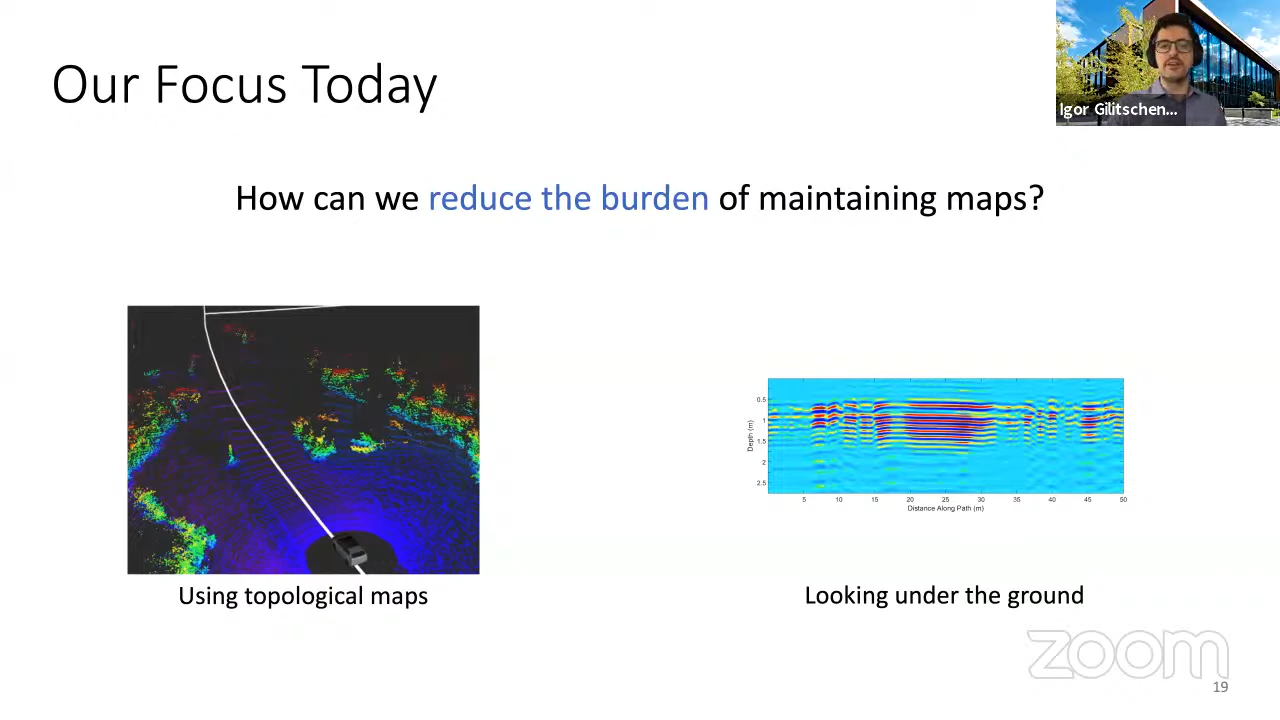 Our Focus Today
Igor Gilitschen...
How can we reduce the burden of maintaining maps?
0.5
1
1.5
2
2.5
Depth (m)
5 10 15 20 25 30 35 40 45 50
Distance Along Path (m)
Using topological maps
Looking under the ground
zoom
19